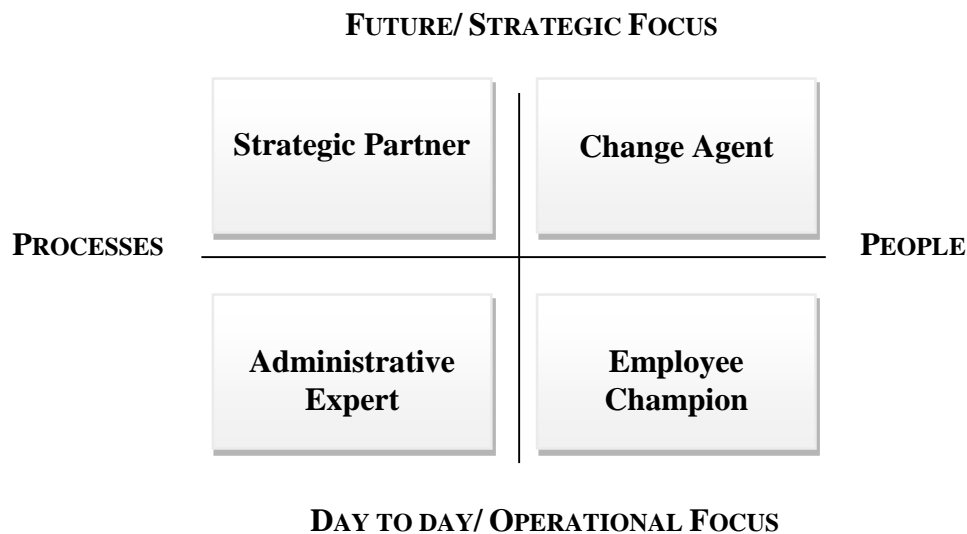 FUTURE/ STRATEGIC FOCUS
Strategic Partner
Change Agent
PROCESSES
PEOPLE
Administrative
Expert
Employee
Champion
DAY TO DAY/ OPERATIONAL FOCUS